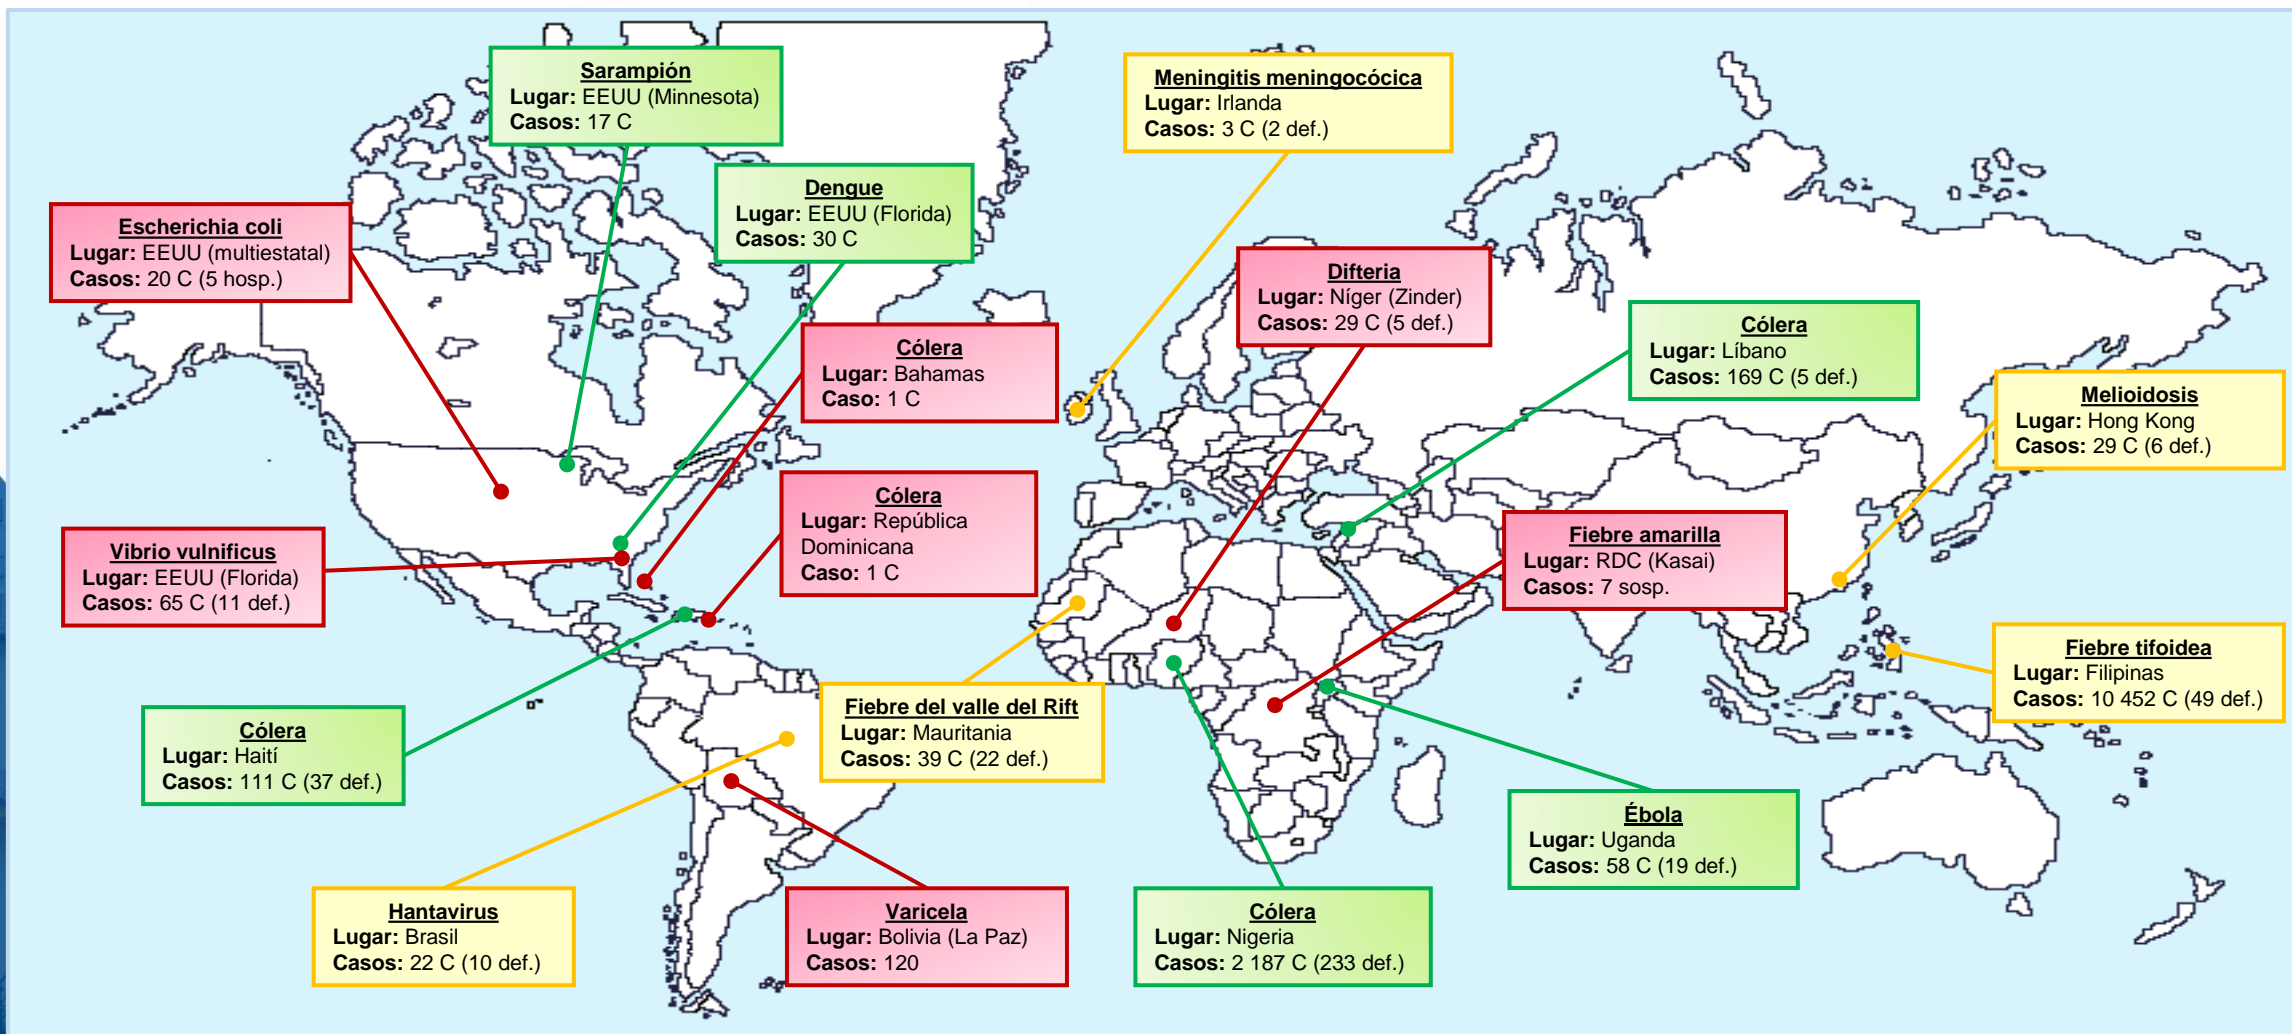 Sarampión
Lugar: EEUU (Minnesota)
Casos: 17 C
Meningitis meningocócica
Lugar: Irlanda
Casos: 3 C (2 def.)
Dengue
Lugar: EEUU (Florida)
Casos: 30 C
Escherichia coli
Lugar: EEUU (multiestatal)
Casos: 20 C (5 hosp.)
Difteria
Lugar: Níger (Zinder)
Casos: 29 C (5 def.)
Cólera
Lugar: Líbano
Casos: 169 C (5 def.)
Cólera
Lugar: Bahamas
Caso: 1 C
Melioidosis
Lugar: Hong Kong
Casos: 29 C (6 def.)
Cólera
Lugar: República
Dominicana
Caso: 1 C
Fiebre amarilla
Lugar: RDC (Kasai)
Casos: 7 sosp.
Vibrio vulnificus
Lugar: EEUU (Florida)
Casos: 65 C (11 def.)
Fiebre tifoidea
Lugar: Filipinas
Casos: 10 452 C (49 def.)
Fiebre del valle del Rift
Lugar: Mauritania
Casos: 39 C (22 def.)
Cólera
Lugar: Haití
Casos: 111 C (37 def.)
Ébola
Lugar: Uganda
Casos: 58 C (19 def.)
Hantavirus
Lugar: Brasil
Casos: 22 C (10 def.)
Varicela
Lugar: Bolivia (La Paz)
Casos: 120
Cólera
Lugar: Nigeria
Casos: 2 187 C (233 def.)